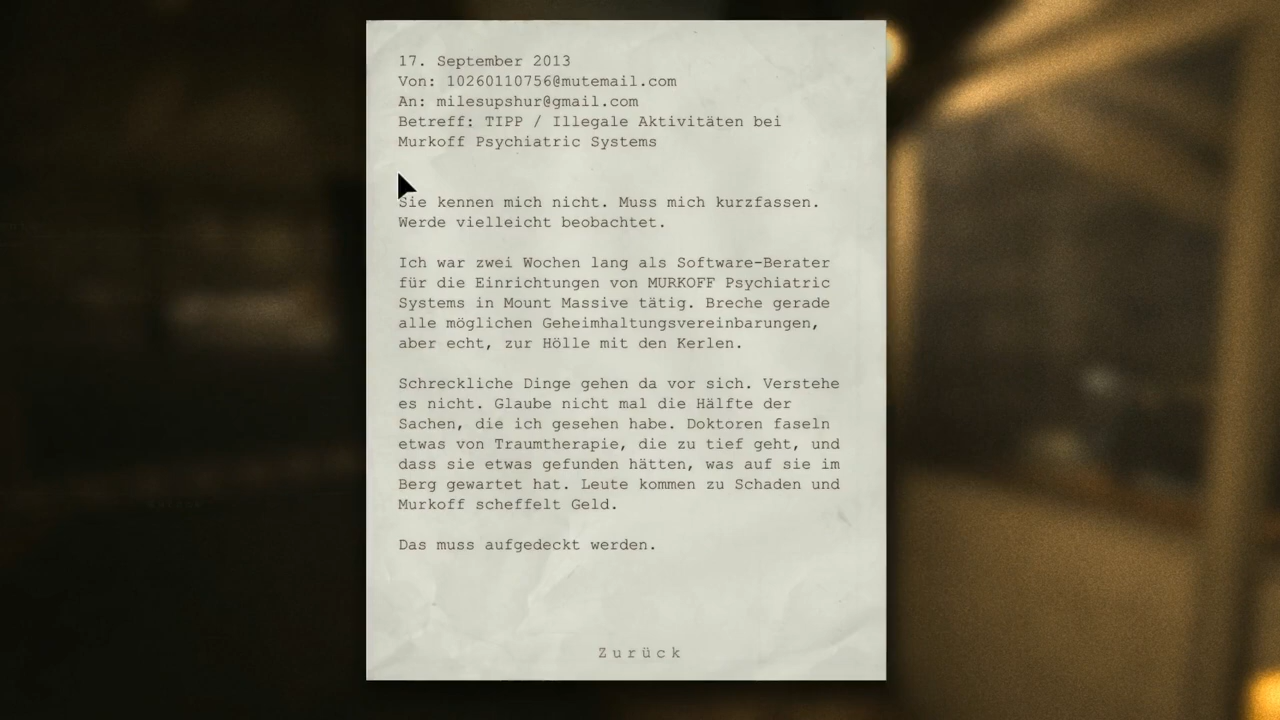 17. September 2013
Von: 10260110756@mutemail.com
An: milesupshur@gmail.com
Betreff: TIPP / Illegale Aktivitäten bei
Murkoff Psychiatric Systems
Sie kennen mich nicht. Muss mich kurzfassen.
Werde vielleicht beobachtet.
Ich war zwei Wochen lang als Software-Berater
für die Einrichtungen von MURKOFF Psychiatric
Systems in Mount Massive tätig. Breche gerade
alle möglichen Geheimhaltungsvereinbarungen,
aber echt, zur Hölle mit den Kerlen.
Schreckliche Dinge gehen da vor sich. Verstehe
es nicht. Glaube nicht mal die Hälfte der
Sachen, die ich gesehen habe. Doktoren faseln
etwas von Traumtherapie, die zu tief geht, und
dass sie etwas gefunden hätten, was auf sie im
Berg gewartet hat. Leute kommen zu Schaden und
Murkoff scheffelt Geld.
Das muss aufgedeckt werden.
Zurück